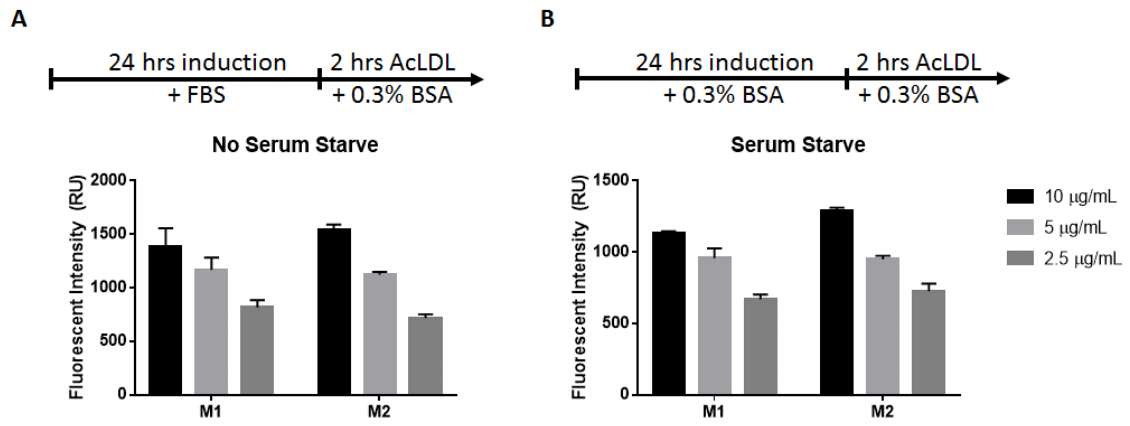 A
24 hrs induction 2 hrs AcLDL
+ FBS + 0.3% BSA
No Serum Starve
Fluorescent Intensity (RU)
2000
1500
1000
500
0
M1 M2
B
24 hrs induction 2 hrs AcLDL
+ 0.3% BSA + 0.3% BSA
Serum Starve
Fluorescent Intensity (RU)
1500
1000
500
0
M1 M2
10 μg/mL
5 μg/mL
2.5 μg/mL